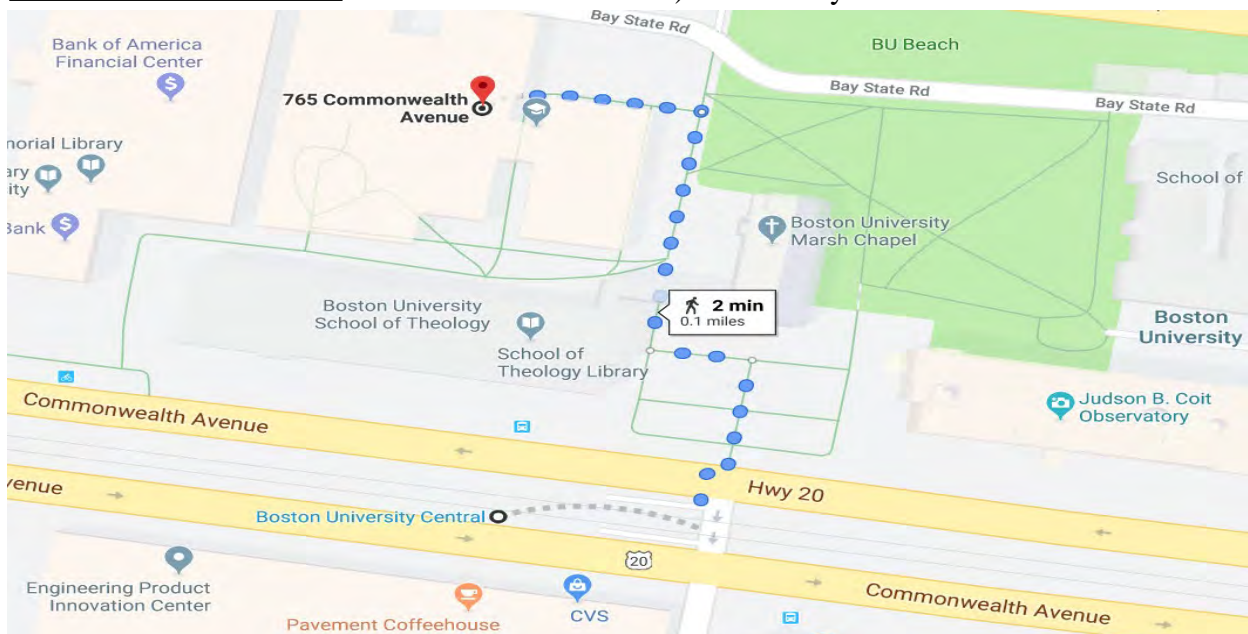 Bay State Rd
Bank of America
Financial Center
BU Beach
765 Commonwealth
Avenue
Bay State Rd
Bay State Rd
morial Library
ary
ity
School of
Bank
Boston University
Marsh Chapel
2 min
0.1 miles
Boston University
School of Theology
Boston
University
School of
Theology Library
Judson B. Coit
Observatory
Commonwealth Avenue
Hwy 20
venue
Boston University Central
20
Engineering Product
Innovation Center
Commonwealth Avenue
CVS
Pavement Coffeehouse